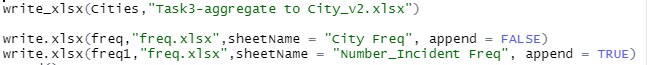 write_xlsx(Cities,"Task3-aggregate to City_v2.xlsx")
write.xlsx(freq,"freq.xlsx",sheetName = "City Freq", append = FALSE)
write.xlsx(freq1,"freq.xlsx",sheetName = "Number_Incident Freq", append = TRUE)